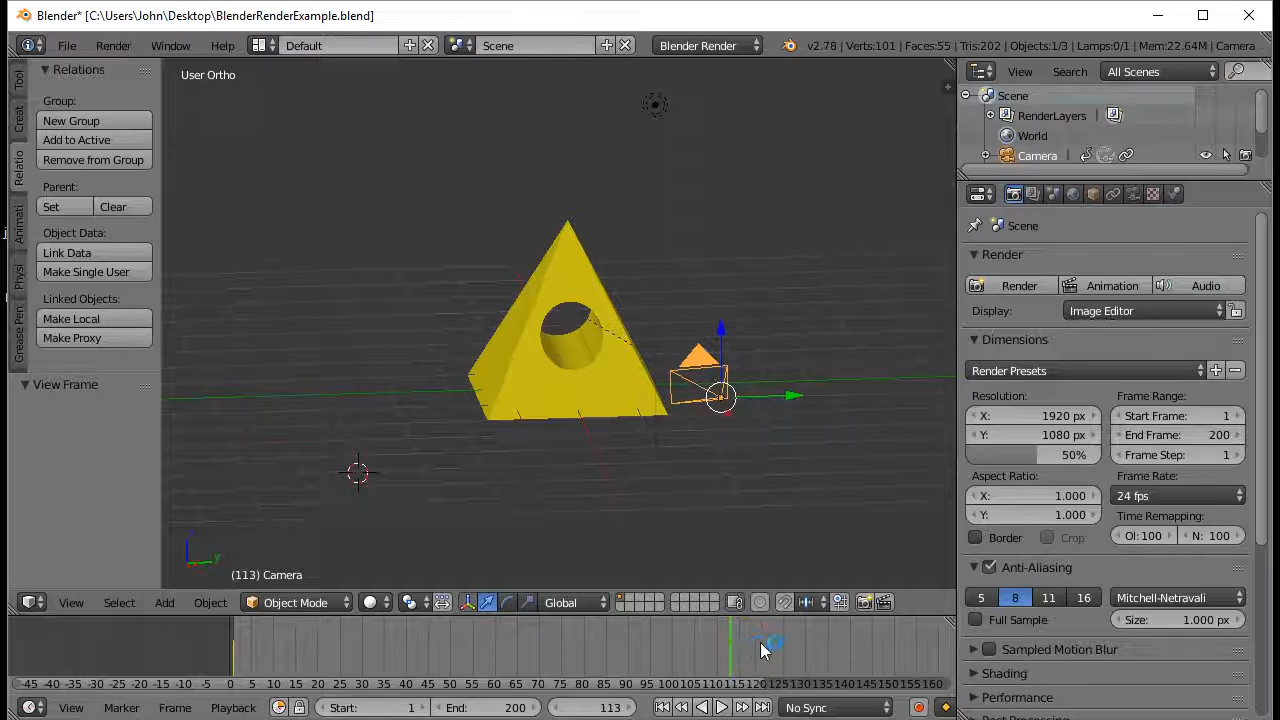 Blender* [C:\Users\John\Desktop\BlenderRenderExample.blend]
File Render Window Help Default Scene Blender Render v2.78 | Verts:101 | Faces:55 | Tris:202 | Objects:1/3 | Lamps:0/1 | Mem:22.64M | Camera...
Relations
Group:
New Group
Add to Active
Remove from Group
Parent:
Set Clear
Object Data:
Link Data
Make Single User
Linked Objects:
Make Local
Make Proxy
View Frame
Tool
Creat
Relatio
Animati
Physi
Grease Pen
User Ortho
y
(113) Camera
View Select Add Object Object Mode Global
View Search All Scenes
Scene
RenderLayers
World
Camera
Scene
Render
Render Animation Audio
Display: Image Editor
Dimensions
Render Presets
Resolution: Frame Range:
X: 1920 px Start Frame: 1
Y: 1080 px End Frame: 200
50% Frame Step: 1
Aspect Ratio: Frame Rate:
X: 1.000 24 fps
Y: 1.000 Time Remapping:
Border Crop Ol:100 N: 100
Anti-Aliasing
5 8 11 16 Mitchell-Netravali
Full Sample Size: 1.000 px
Sampled Motion Blur
Shading
Performance
-45 -40 -35 -30 -25 -20 -15 -10 -5 0 5 10 15 20 25 30 35 40 45 50 55 60 65 70 75 80 85 90 95 100 105 110 115 120 125 130 135 140 145 150 155 160
View Marker Frame Playback Start: 1 End: 200 113 No Sync